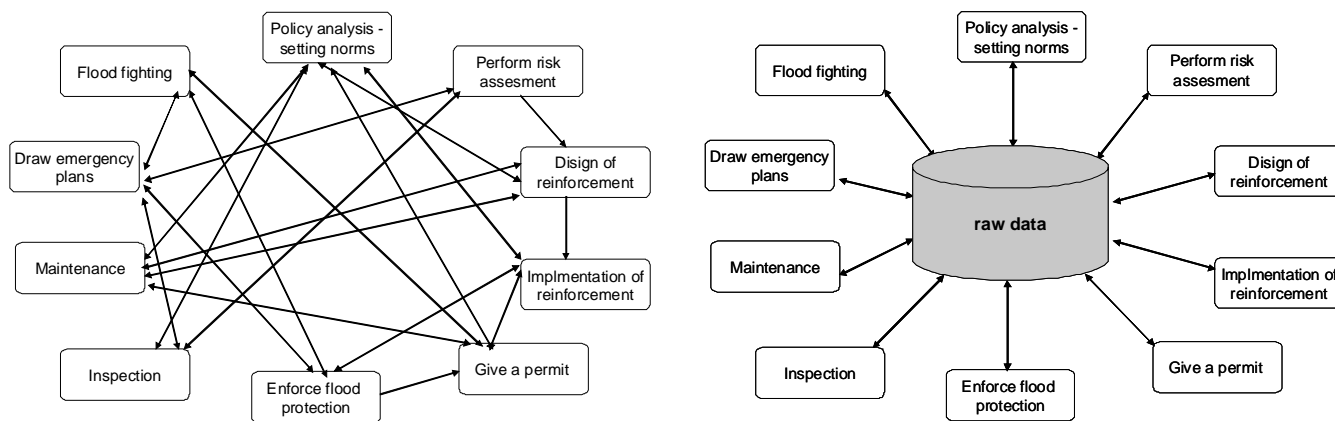 Policy analysis -
setting norms
Flood fighting
Perform risk
assesment
Draw emergency
plans
Disign of
reinforcement
Maintenance
Implmentation of
reinforcement
Inspection
Enforce flood
protection
Give a permit
Policy analysis -
setting norms
Flood fighting
Perform risk
assesment
Draw emergency
plans
Disign of
reinforcement
raw data
Maintenance
Implmentation of
reinforcement
Inspection
Enforce flood
protection
Give a permit